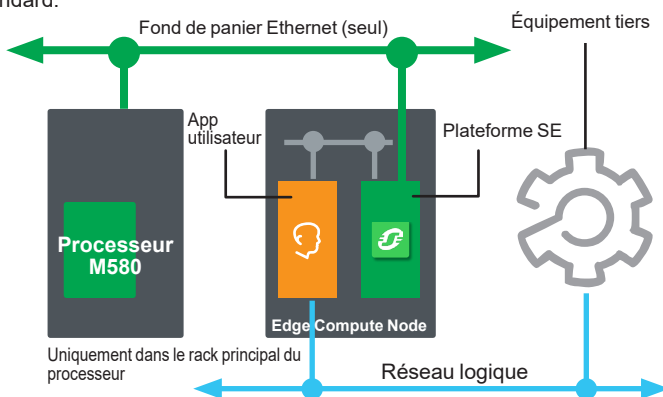 Fond de panier Ethernet (seul)
Équipement tiers
App
utilisateur
Plateforme SE
Processeur
M580
Edge Compute Node
Uniquement dans le rack principal du
processeur
Réseau logique